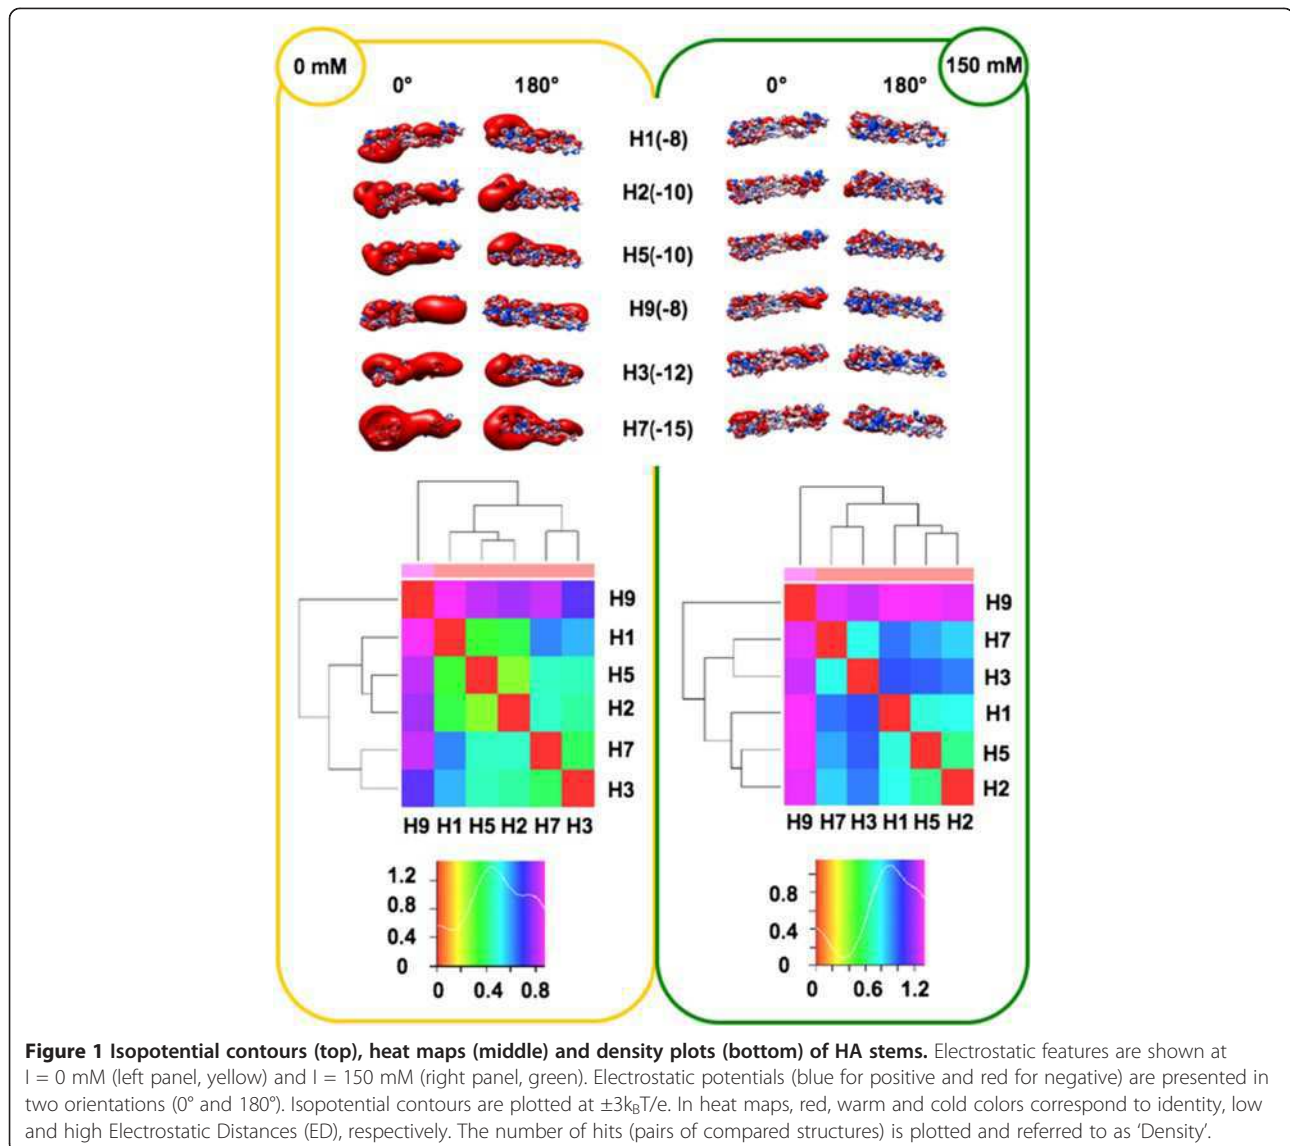 0 mM
150 mM
0° 180° 0° 180°
H1(-8)
H2(-10)
H5(-10)
H9(-8)
H3(-12)
H7(-15)
H9
H1
H5
H2
H7
H3
H9 H1 H5 H2 H7 H3
1.2
0.8
0.4
0
0 0.4 0.8
H9
H7
H3
H1
H5
H2
H9 H7 H3 H1 H5 H2
0.8
0.4
0
0 0.6 1.2
Figure 1 Isopotential contours (top), heat maps (middle) and density plots (bottom) of HA stems. Electrostatic features are shown at
I = 0 mM (left panel, yellow) and I = 150 mM (right panel, green). Electrostatic potentials (blue for positive and red for negative) are presented in
two orientations (0° and 180°). Isopotential contours are plotted at ±3kBT/e. In heat maps, red, warm and cold colors correspond to identity, low
and high Electrostatic Distances (ED), respectively. The number of hits (pairs of compared structures) is plotted and referred to as ‘Density’.